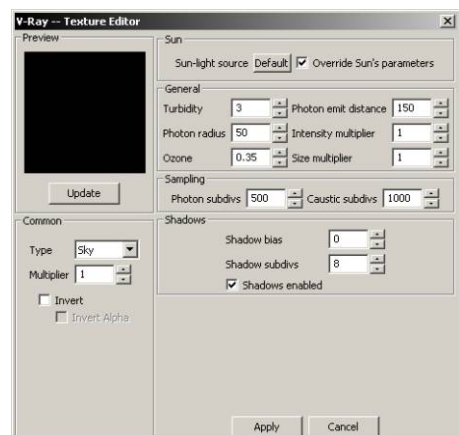 V-Ray -- Texture Editor
Preview
Update
Common
Type Sky
Multiplier 1
Invert
Invert Alpha
Sun
Sun-light source Default Override Sun's parameters
General
Turbidity 3 Photon emit distance 150
Photon radius 50 Intensity multiplier 1
Ozone 0.35 Size multiplier 1
Sampling
Photon subdivs 500 Caustic subdivs 1000
Shadows
Shadow bias 0
Shadow subdivs 8
Shadows enabled
Apply Cancel